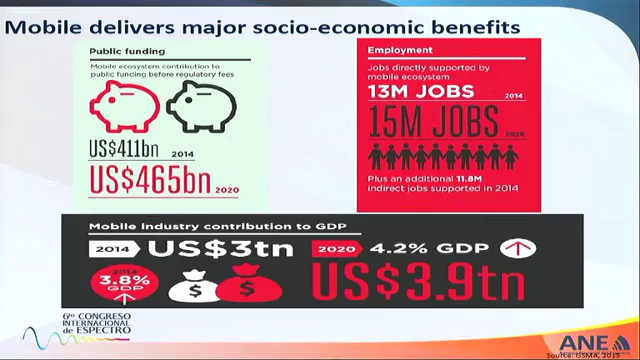 Mobile delivers major socio-economic benefits
Public funding
Mobile ecosystem contribution to
public funding before regulatory fees
US$411bn 2014
US$465bn 2020
Employment
Jobs directly supported by
mobile ecosystem
13M JOBS 2014
15M JOBS 2020
Plus an additional 11.8M
indirect jobs supported in 2014
Mobile industry contribution to GDP
2014 US$3tn 2020 4.2% GDP
2014
3.8%
GDP
$ $
US$3.9tn
6º CONGRESO
INTERNACIONAL
de ESPECTRO
ANE
Source: GSMA, 2015